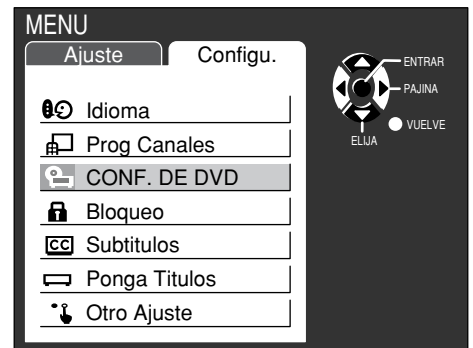 MENU
Ajuste
Configu.
Idioma
Prog Canales
CONF. DE DVD
Bloqueo
CC Subtitulos
Ponga Titulos
Otro Ajuste
ENTRAR
PAJINA
VUELVE
ELIJA